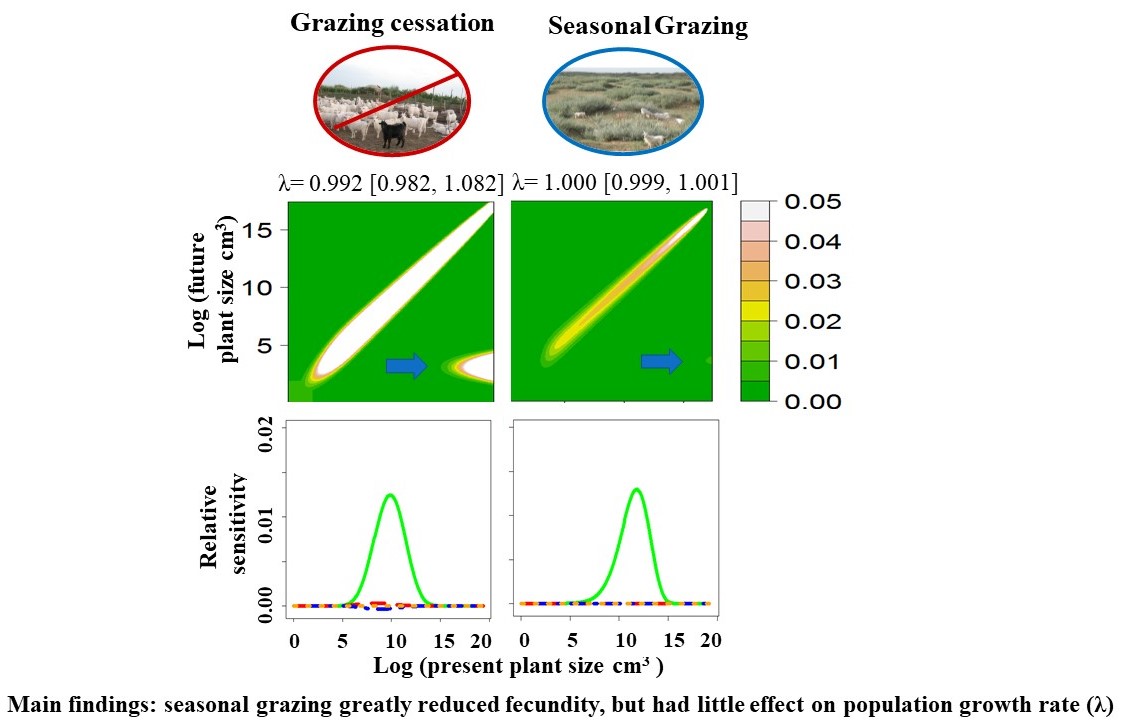 Grazing cessation
Seasonal Grazing
λ= 0.992 [0.982, 1.082]
λ= 1.000 [0.999, 1.001]
Log (future
plant size cm³)
15
10
5
0.05
0.04
0.03
0.02
0.01
0.00
Relative
sensitivity
0.02
0.01
0.00
0 5 10 15 20
0 5 10 15 20
Log (present plant size cm³ )
Main findings: seasonal grazing greatly reduced fecundity, but had little effect on population growth rate (λ)